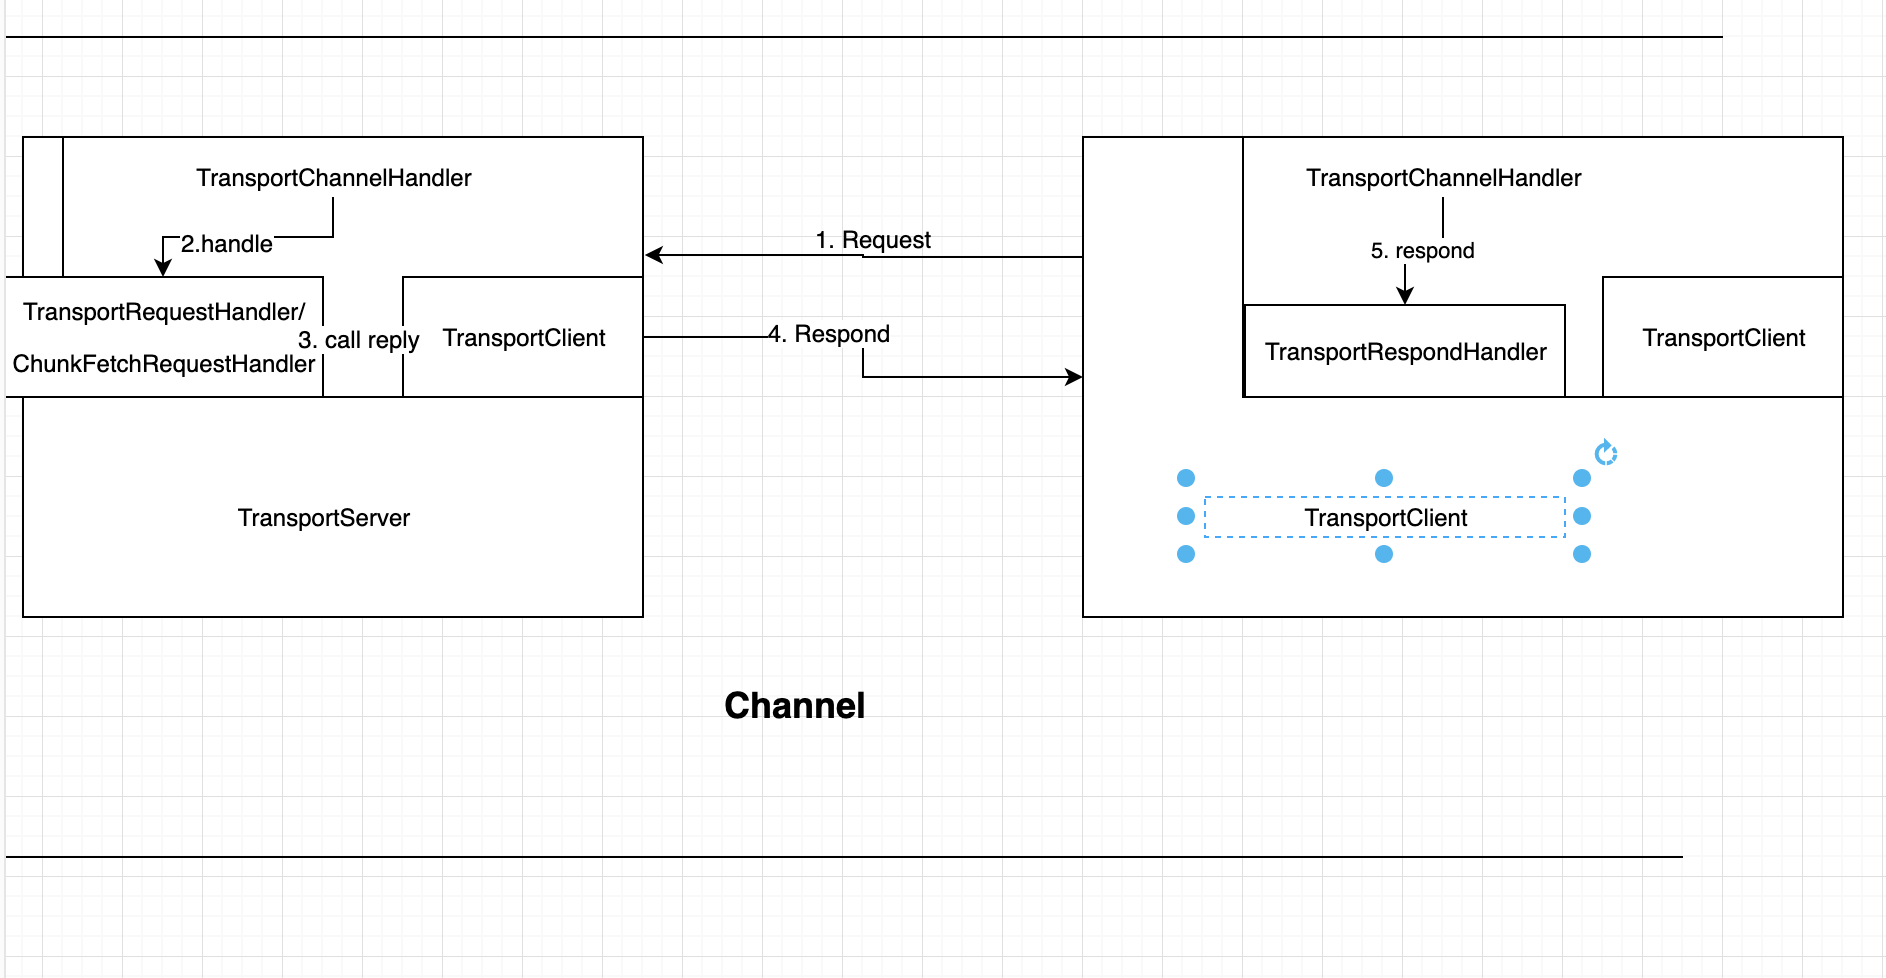 TransportChannelHandler
2.handle
TransportRequestHandler/
ChunkFetchRequestHandler
3. call reply
TransportClient
TransportServer
1. Request
4. Respond
TransportChannelHandler
5. respond
TransportRespondHandler
TransportClient
TransportClient
Channel